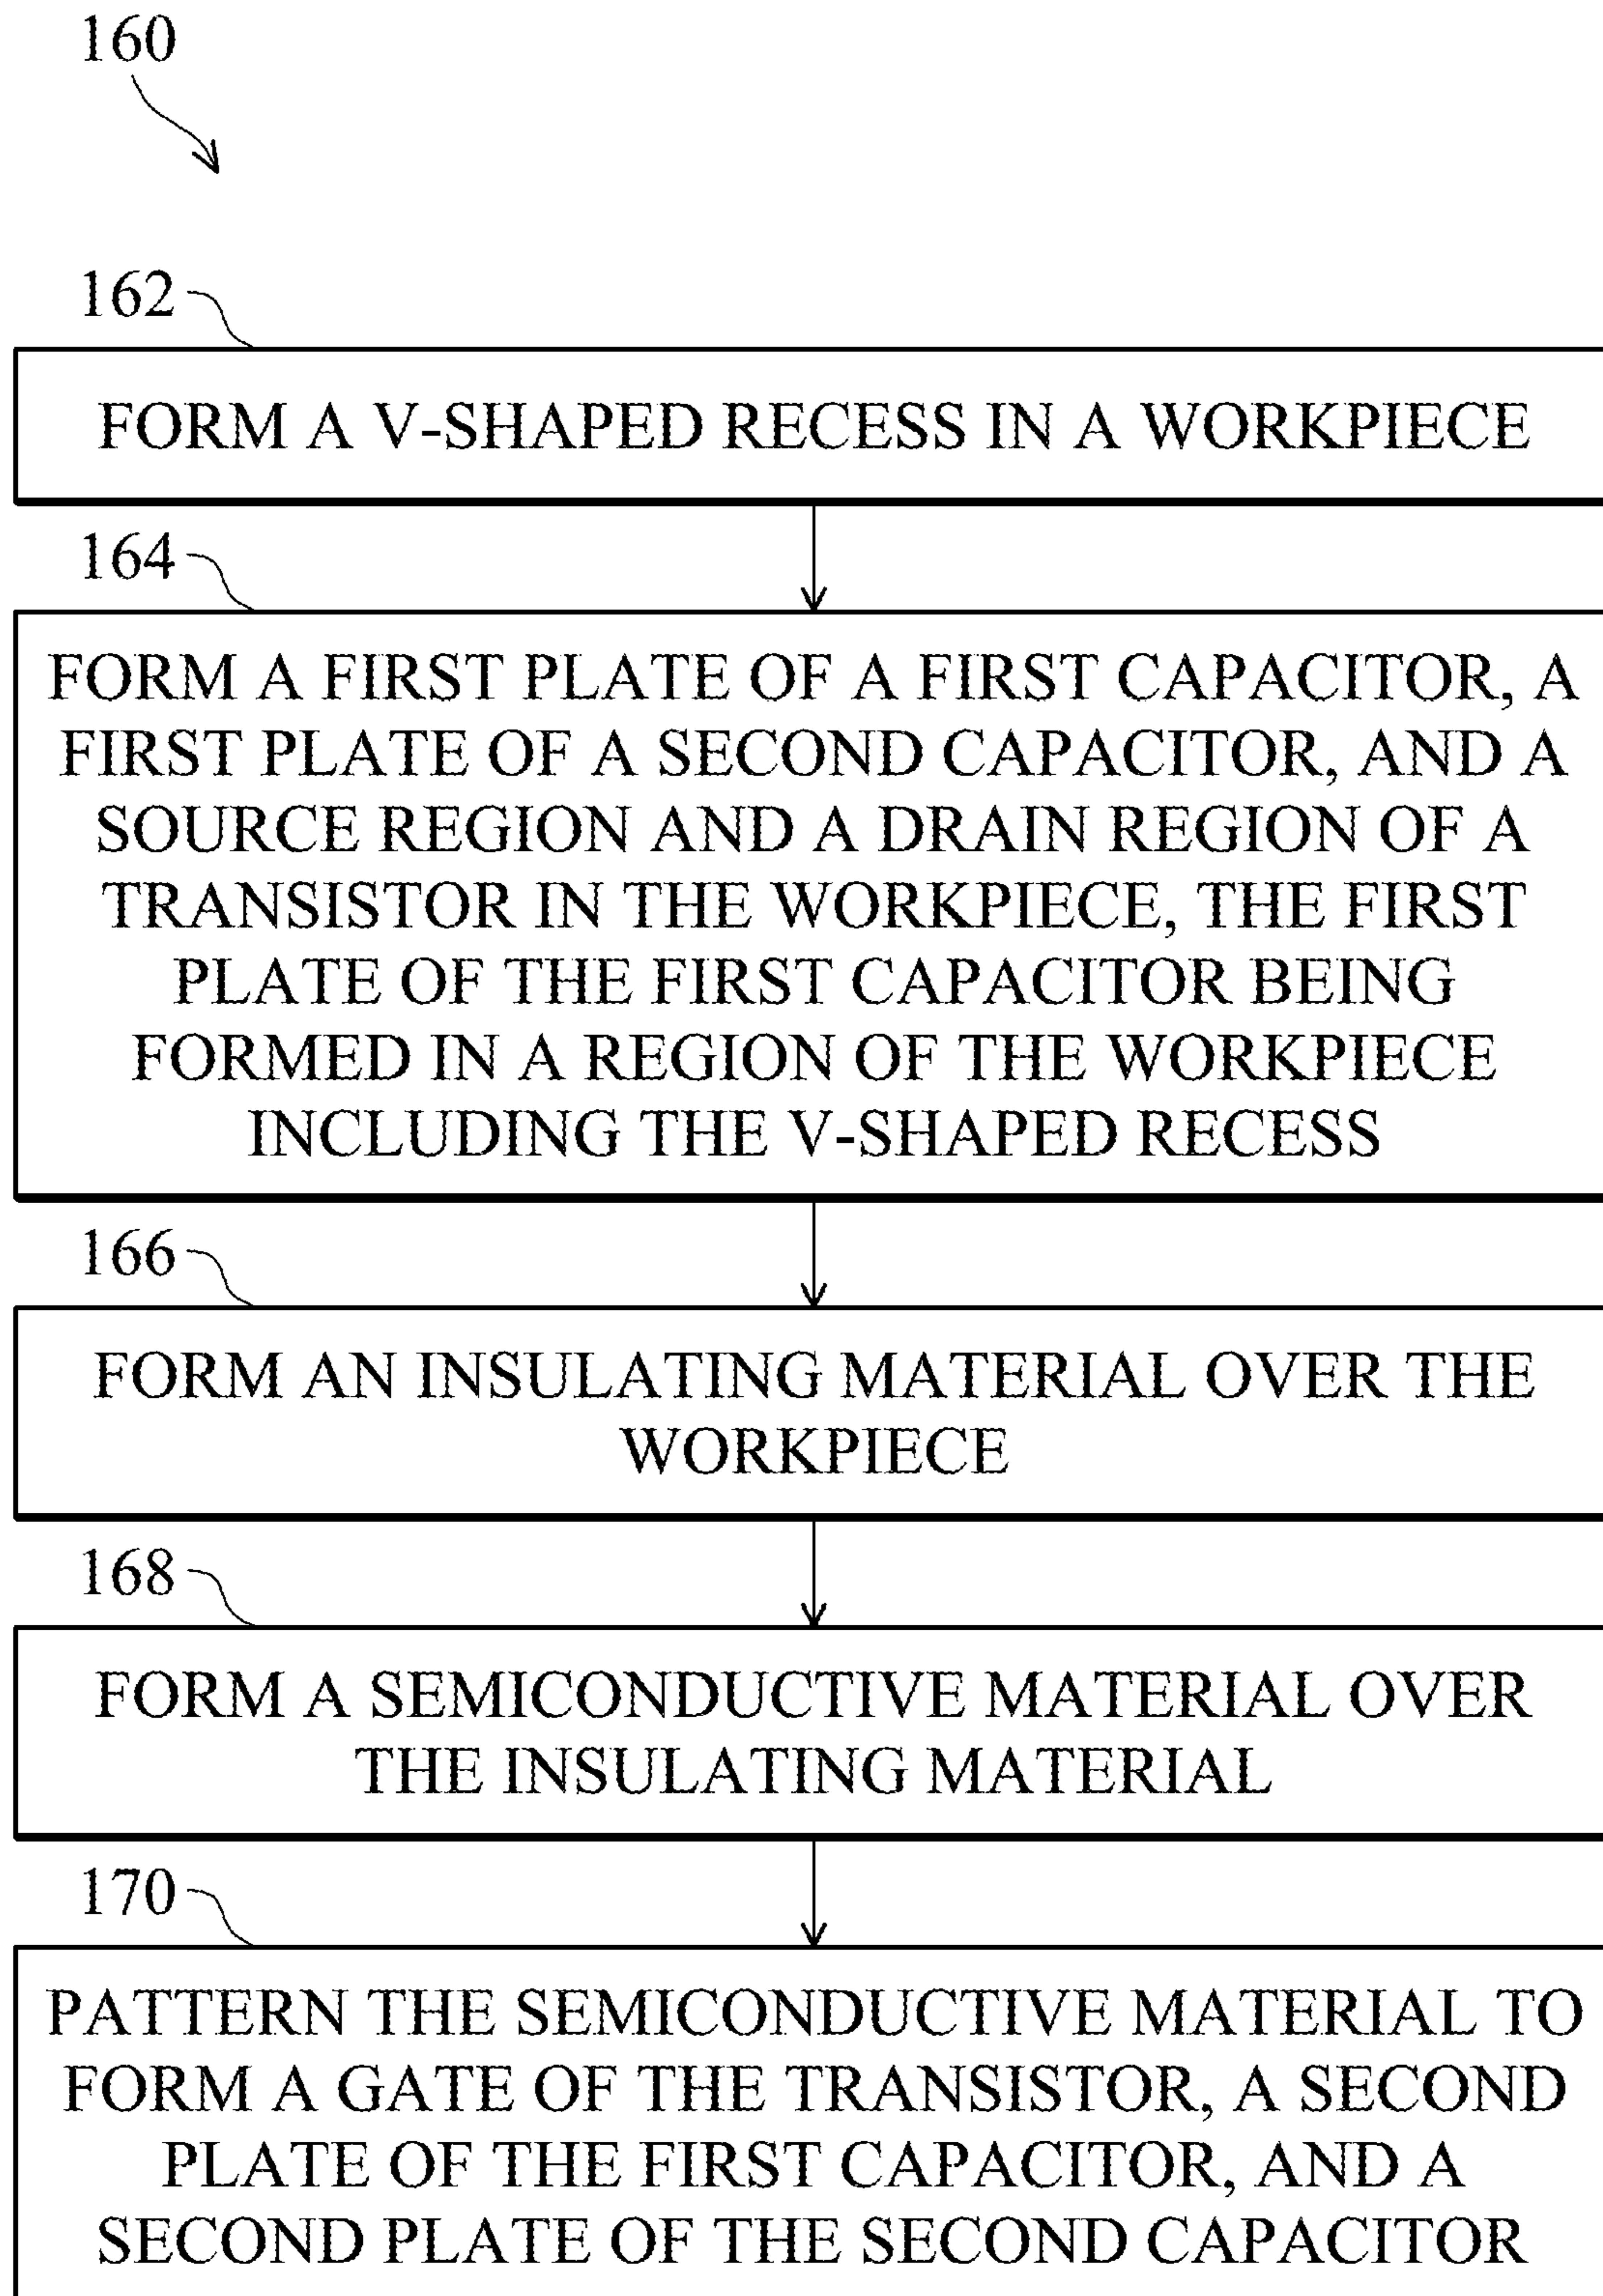 160
162
FORM A V-SHAPED RECESS IN A WORKPIECE
164
FORM A FIRST PLATE OF A FIRST CAPACITOR, A
FIRST PLATE OF A SECOND CAPACITOR, AND A
SOURCE REGION AND A DRAIN REGION OF A
TRANSISTOR IN THE WORKPIECE, THE FIRST
PLATE OF THE FIRST CAPACITOR BEING
FORMED IN A REGION OF THE WORKPIECE
INCLUDING THE V-SHAPED RECESS
166
FORM AN INSULATING MATERIAL OVER THE
WORKPIECE
168
FORM A SEMICONDUCTIVE MATERIAL OVER
THE INSULATING MATERIAL
170
PATTERN THE SEMICONDUCTIVE MATERIAL TO
FORM A GATE OF THE TRANSISTOR, A SECOND
PLATE OF THE FIRST CAPACITOR, AND A
SECOND PLATE OF THE SECOND CAPACITOR